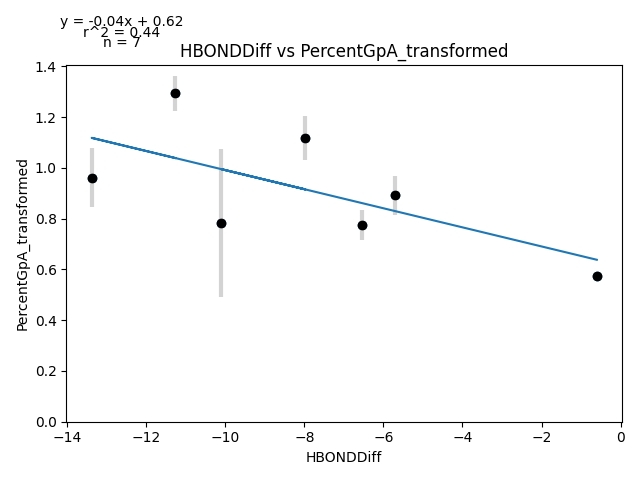 y = -0.04x + 0.62
r^2 = 0.44
n = 7
HBONDDiff vs PercentGpA_transformed
1.4
1.2
1.0
0.8
0.6
0.4
0.2
0.0
PercentGpA_transformed
−14
−12
−10
−8
−6
−4
−2
0
HBONDDiff